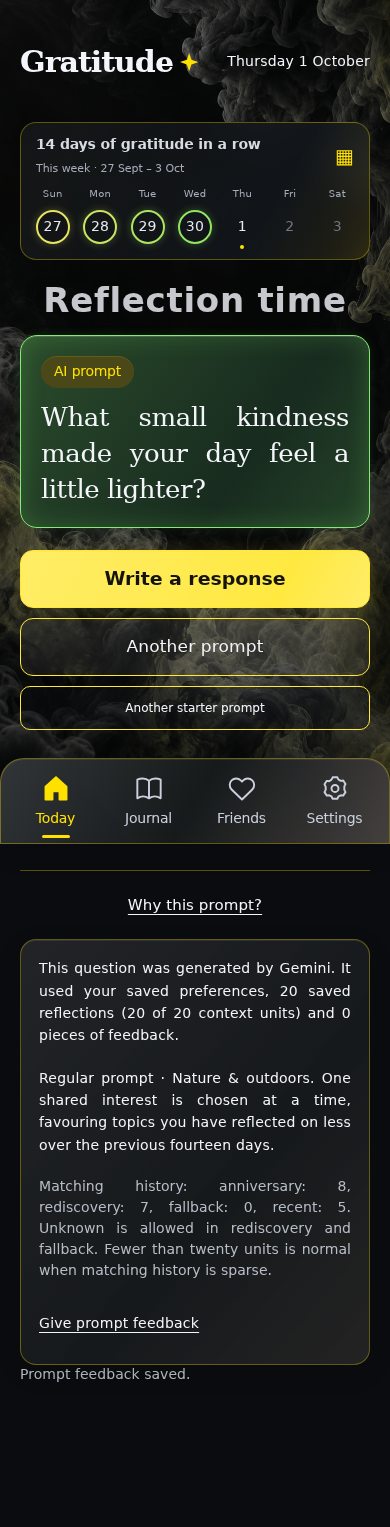 Gratitude
Thursday 1 October
14 days of gratitude in a row
This week · 27 Sept – 3 Oct
Sun Mon Tue Wed Thu Fri Sat
27 28 29 30 1 2 3
Reflection time
AI prompt
What small kindness
made your day feel a
little lighter?
Write a response
Another prompt
Another starter prompt
Today Journal Friends Settings
Why this prompt?
This question was generated by Gemini. It
used your saved preferences, 20 saved
reflections (20 of 20 context units) and 0
pieces of feedback.
Regular prompt · Nature & outdoors. One
shared interest is chosen at a time,
favouring topics you have reflected on less
over the previous fourteen days.
Matching history: anniversary: 8,
rediscovery: 7, fallback: 0, recent: 5.
Unknown is allowed in rediscovery and
fallback. Fewer than twenty units is normal
when matching history is sparse.
Give prompt feedback
Prompt feedback saved.